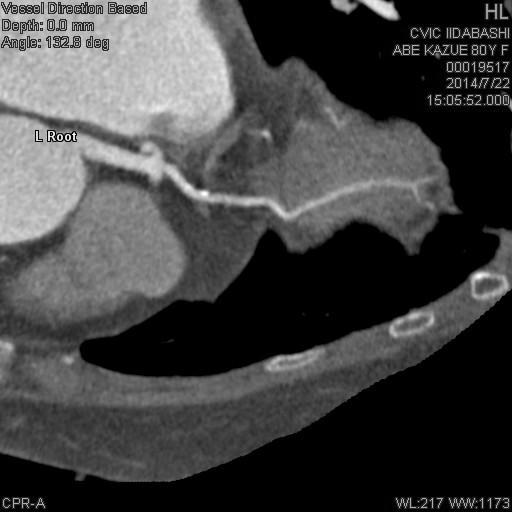 Vessel Direction Based
Depth: 0.0 mm
Angle: 132.8 deg
HL
CVIC IIDABASHI
ABE KAZUE 80Y F
00019517
2014/7/22
15:05:52.000
L Root
CPR-A
WL:217 WW:1173